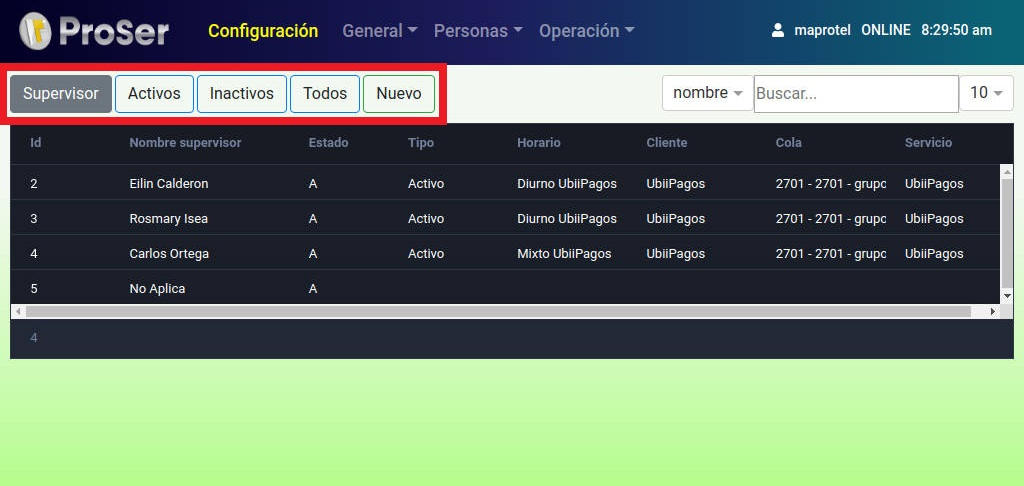 ProSer Configuración General Personas Operación maprotel ONLINE 8:29:50 am
Supervisor Activos Inactivos Todos Nuevo nombre Buscar... 10
Id Nombre supervisor Estado Tipo Horario Cliente Cola Servicio
2 Eilin Calderon A Activo Diurno UbiiPagos UbiiPagos 2701 - 2701 - grupo UbiiPagos
3 Rosmary Isea A Activo Diurno UbiiPagos UbiiPagos 2701 - 2701 - grupo UbiiPagos
4 Carlos Ortega A Activo Mixto UbiiPagos UbiiPagos 2701 - 2701 - grupo UbiiPagos
5 No Aplica A
4